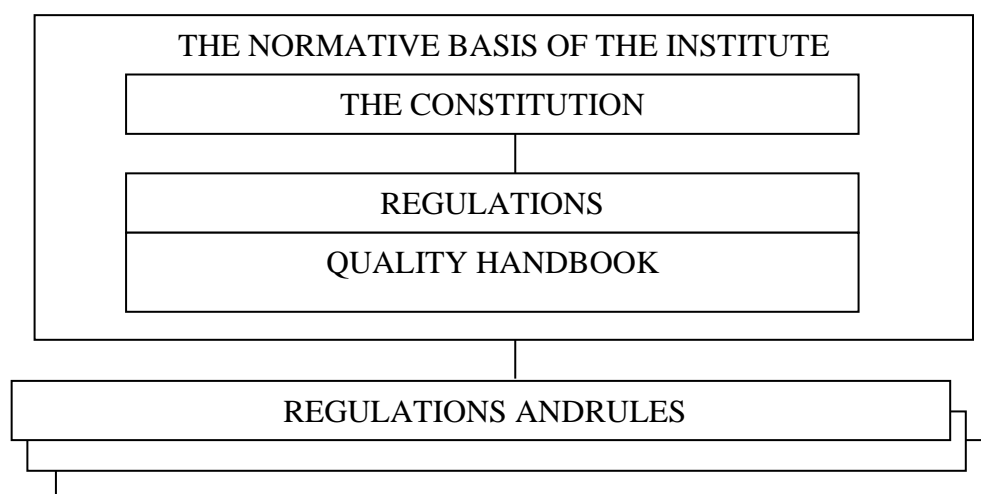 THE NORMATIVE BASIS OF THE INSTITUTE
THE CONSTITUTION
REGULATIONS
QUALITY HANDBOOK
REGULATIONS ANDRULES